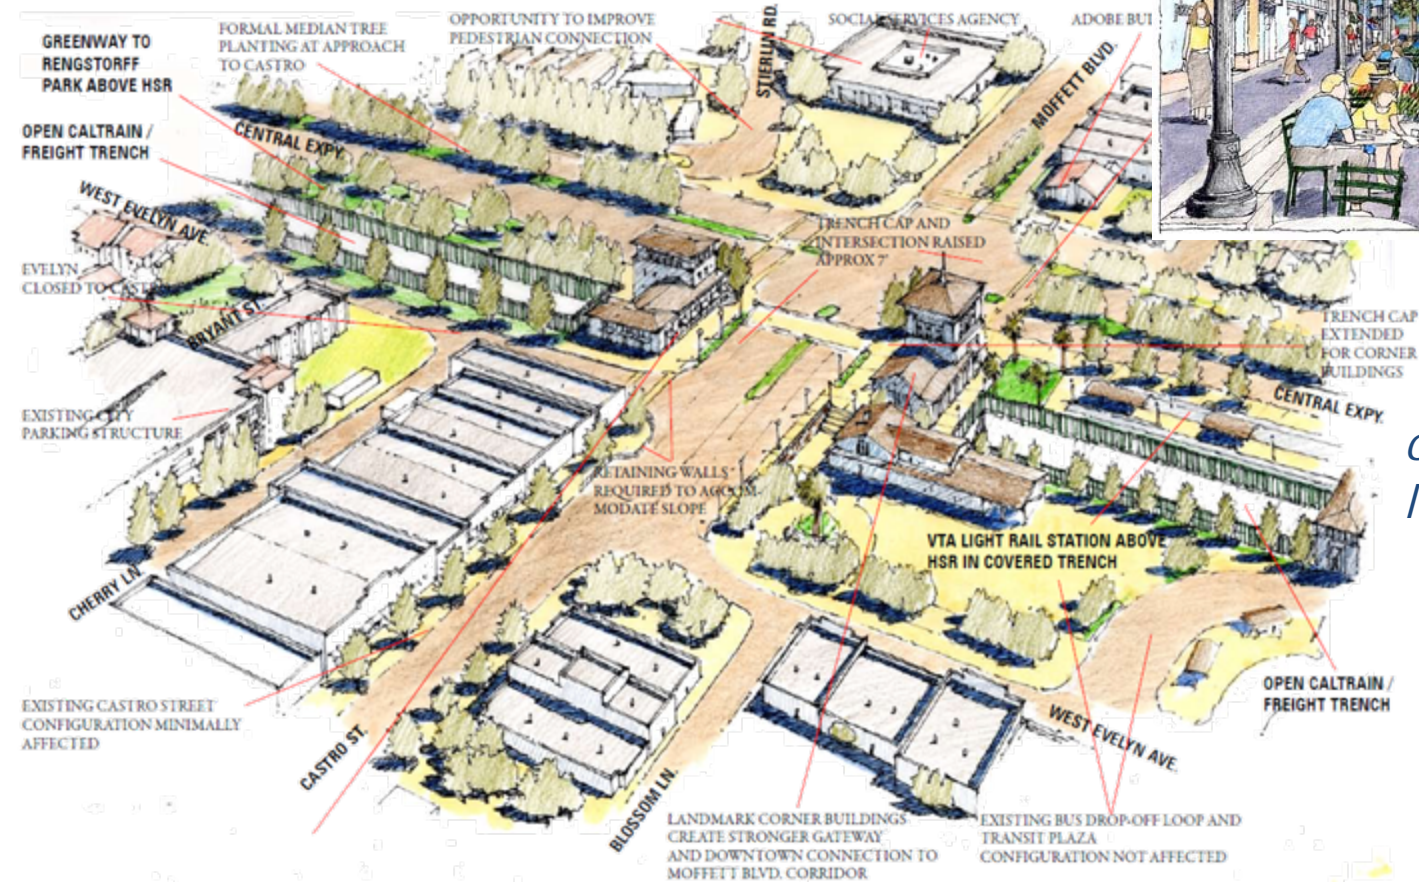 GREENWAY TO
RENGSTORFF
PARK ABOVE HSR
FORMAL MEDIAN TREE
PLANTING AT APPROACH
TO CASTRO
OPPORTUNITY TO IMPROVE
PEDESTRIAN CONNECTION
STIERLIN RD.
SOCIAL SERVICES AGENCY
ADOBE
MOFFETT BLVD.
OPEN CALTRAIN /
FREIGHT TRENCH
CENTRAL EXPY.
WEST EVELYN AVE.
TRENCH CAP AND
INTERSECTION RAISED
APPROX 7'
EVELYN
CLOSED TO
BRYANT ST.
TRENCH CAP
EXTENDED
FOR CORNER
BUILDINGS
CENTRAL EXPY.
EXISTING CITY
PARKING STRUCTURE
RETAINING WALLS
REQUIRED TO ACCOM-
MODATE SLOPE
VTA LIGHT RAIL STATION ABOVE
HSR IN COVERED TRENCH
CHERRY LN.
OPEN CALTRAIN /
FREIGHT TRENCH
EXISTING CASTRO STREET
CONFIGURATION MINIMALLY
AFFECTED
CASTRO ST.
WEST EVELYN AVE.
BLOSSOM LN.
LANDMARK CORNER BUILDINGS
CREATE STRONGER GATEWAY
AND DOWNTOWN CONNECTION TO
MOFFETT BLVD. CORRIDOR
EXISTING BUS DROP-OFF LOOP AND
TRANSIT PLAZA
CONFIGURATION NOT AFFECTED